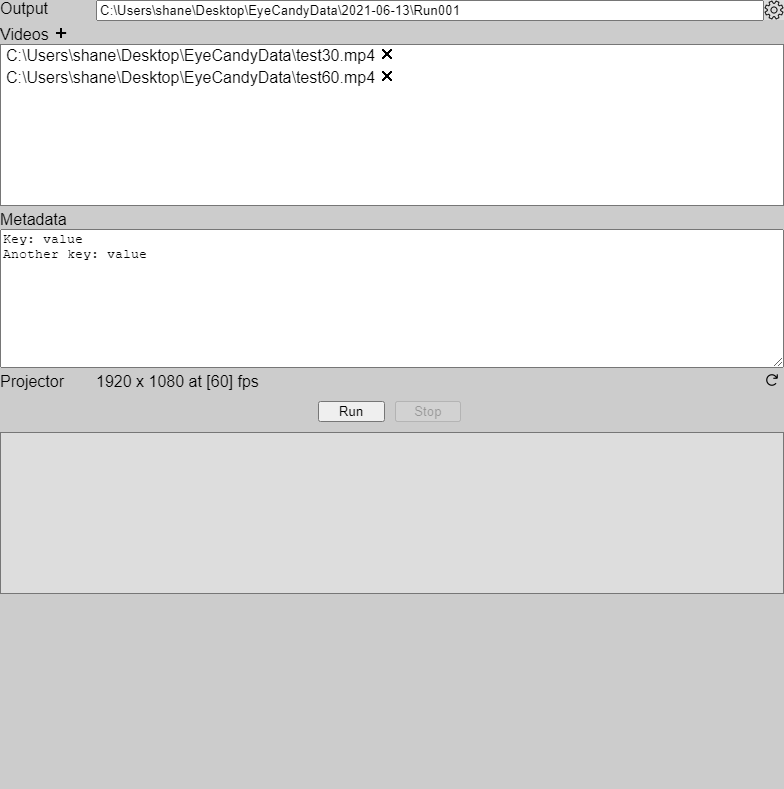 Output C:\Users\shane\Desktop\EyeCandyData\2021-06-13\Run001
Videos +
C:\Users\shane\Desktop\EyeCandyData\test30.mp4
C:\Users\shane\Desktop\EyeCandyData\test60.mp4
Metadata
Key: value
Another key: value
Projector 1920 x 1080 at [60] fps
Run Stop